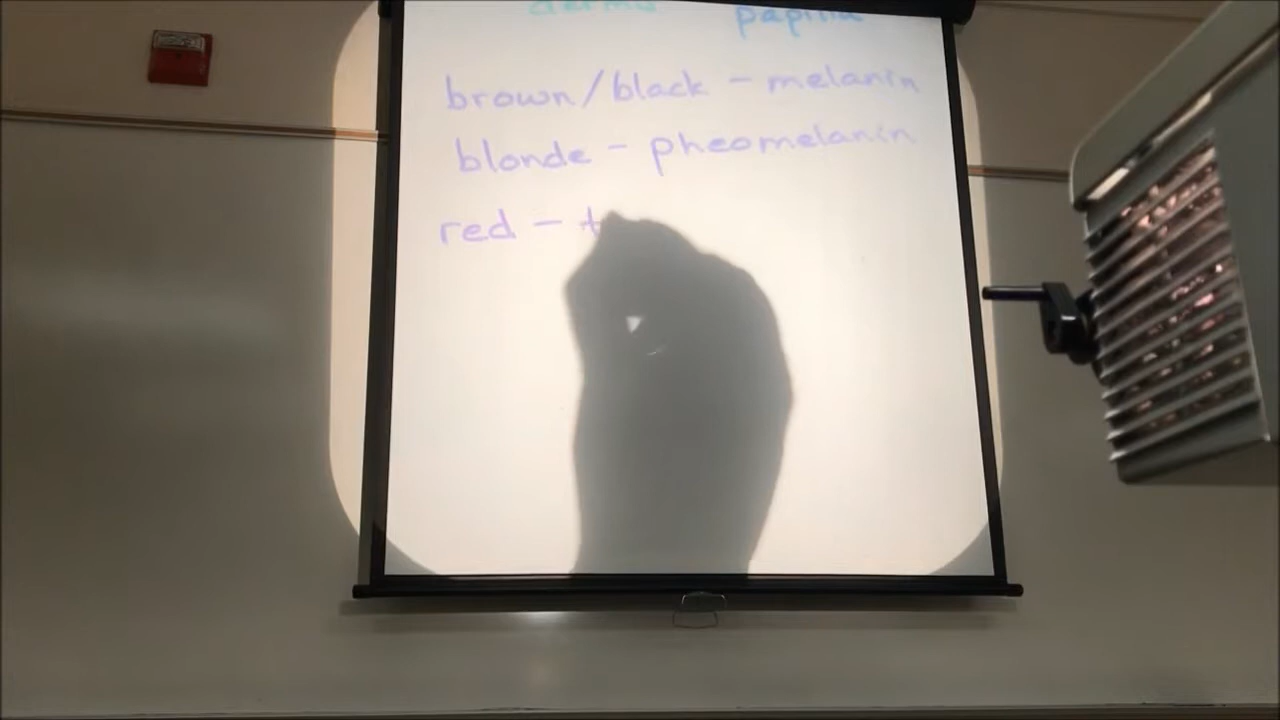 dermis papilla
brown/black - melanin
blonde - pheomelanin
red - t